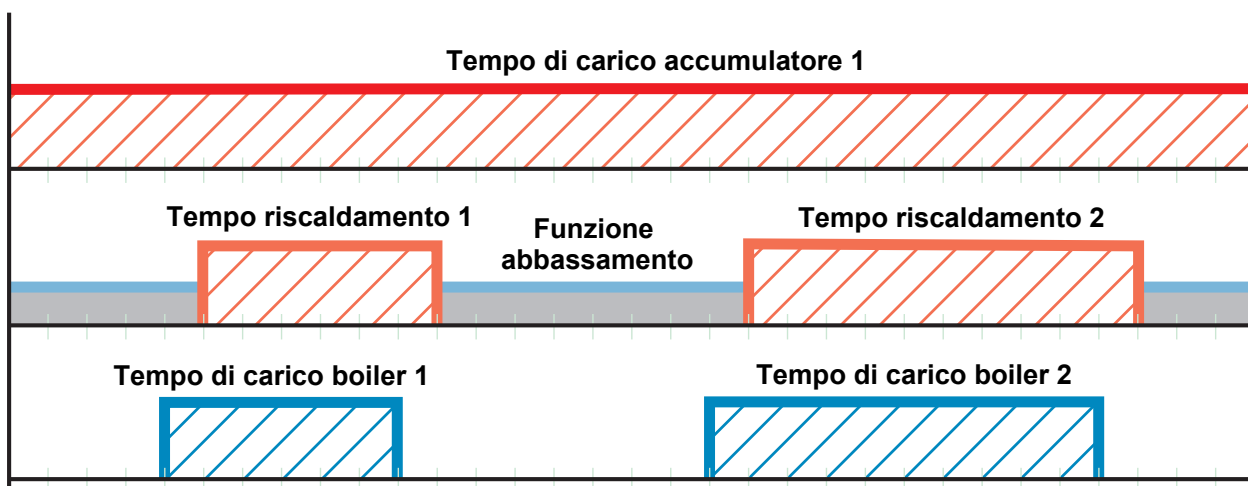 Tempo di carico accumulatore 1
Tempo riscaldamento 1
Funzione
abbassamento
Tempo riscaldamento 2
Tempo di carico boiler 1
Tempo di carico boiler 2